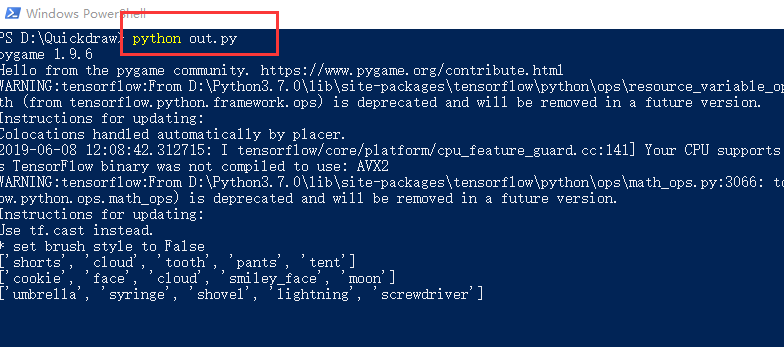 Windows PowerShell
PS D:\Quickdraw> python out.py
pygame 1.9.6
Hello from the pygame community. https://www.pygame.org/contribute.html
WARNING:tensorflow:From D:\Python3.7.0\lib\site-packages\tensorflow\python\ops\resource_variable_op
th (from tensorflow.python.framework.ops) is deprecated and will be removed in a future version.
Instructions for updating:
Colocations handled automatically by placer.
2019-06-08 12:08:42.312715: I tensorflow/core/platform/cpu_feature_guard.cc:141] Your CPU supports
s TensorFlow binary was not compiled to use: AVX2
WARNING:tensorflow:From D:\Python3.7.0\lib\site-packages\tensorflow\python\ops\math_ops.py:3066: to
ow.python.ops.math_ops) is deprecated and will be removed in a future version.
Instructions for updating:
Use tf.cast instead.
* set brush style to False
['shorts', 'cloud', 'tooth', 'pants', 'tent']
['cookie', 'face', 'cloud', 'smiley_face', 'moon']
['umbrella', 'syringe', 'shovel', 'lightning', 'screwdriver']